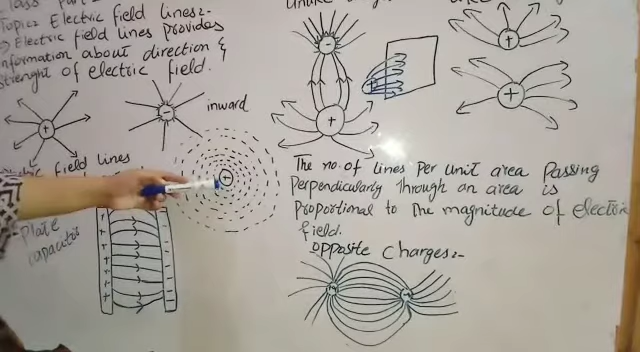 Topic: Electric field lines:-
Electric field lines provides
information about direction &
strenght of electric field.
inward
field lines
Plate
capacitor
The no. of lines Per unit area Passing
Perpendicularly Through an area is
Proportional to The magnitude of electric
field.
opposite charges:-